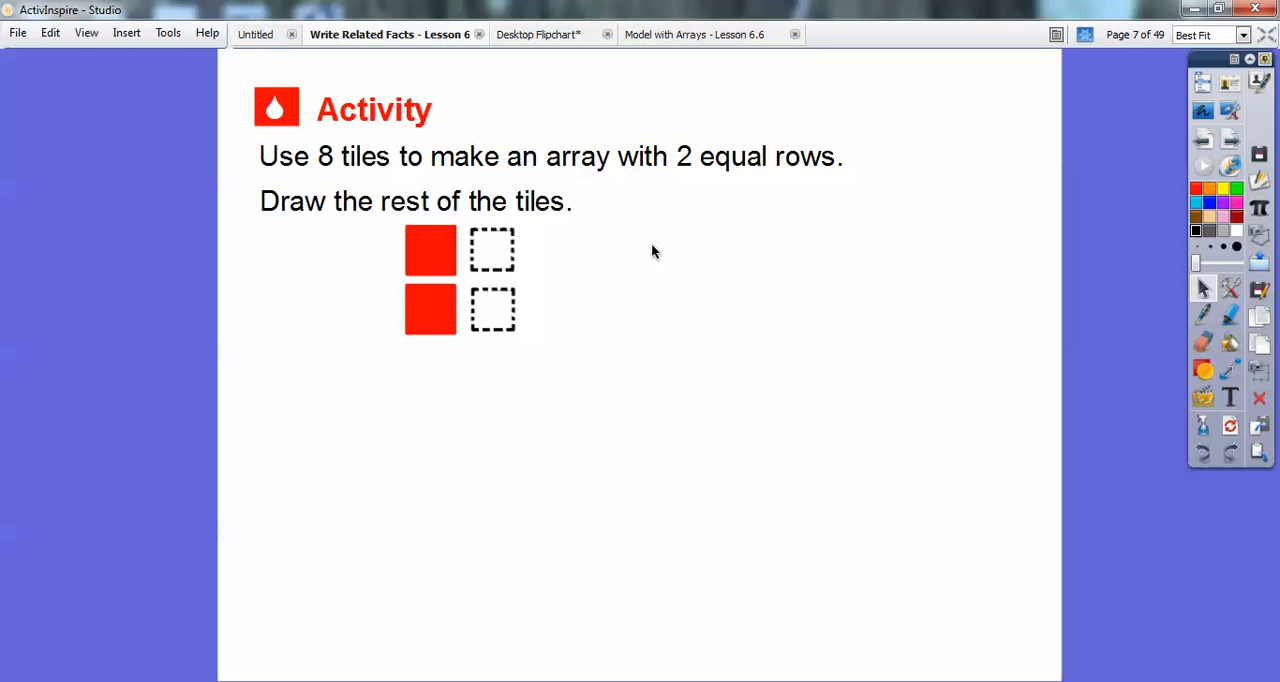 ActivInspire - Studio
File Edit View Insert Tools Help
Untitled
Write Related Facts - Lesson 6
Desktop Flipchart*
Model with Arrays - Lesson 6.6
Page 7 of 49
Best Fit
Activity
Use 8 tiles to make an array with 2 equal rows.
Draw the rest of the tiles.